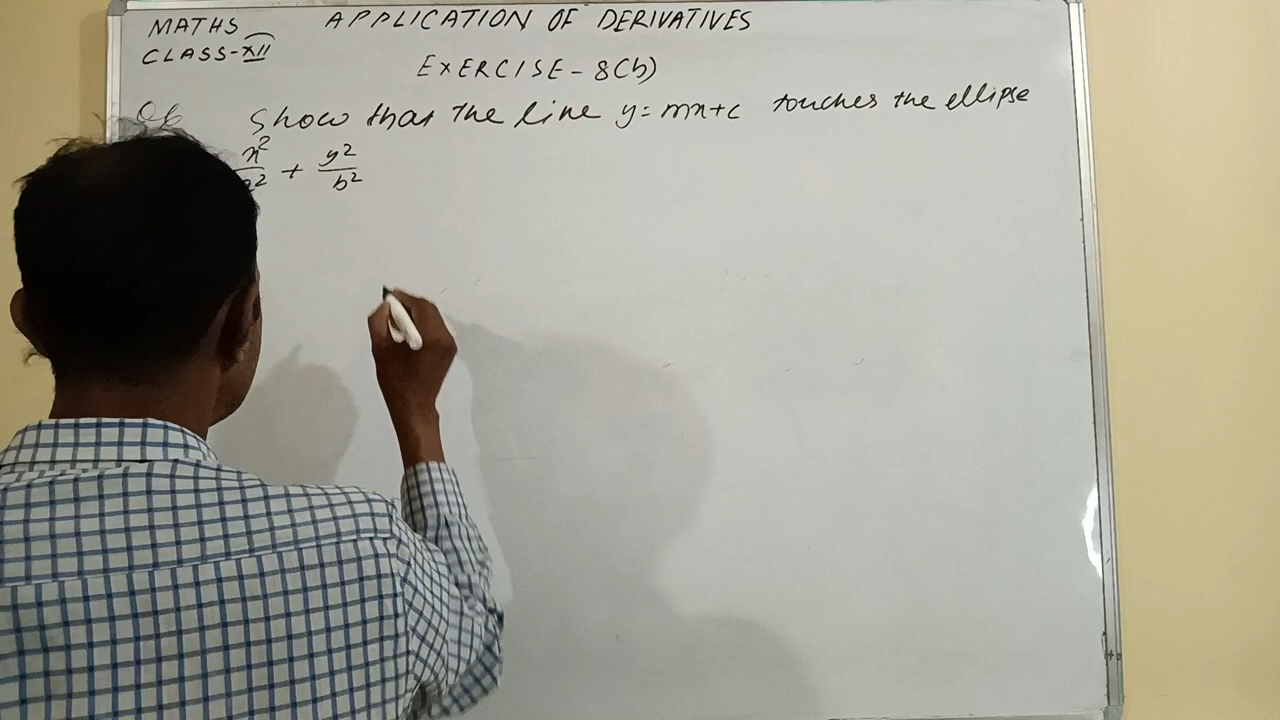 MATHS APPLICATION OF DERIVATIVES
CLASS-XII
EXERCISE-8(b)
Q6 Show that the line y=mx+c touches the ellipse
x²/a² + y²/b²